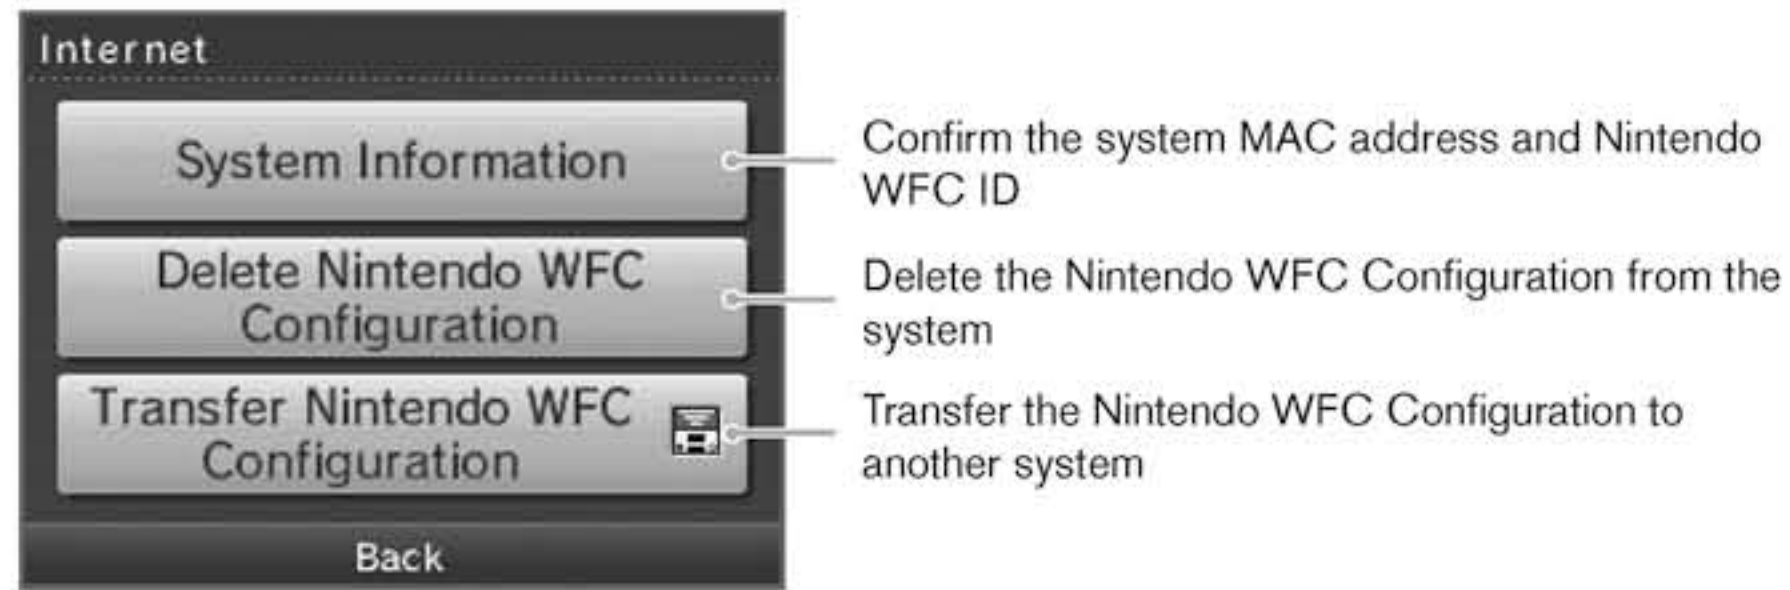 Internet
System Information
Confirm the system MAC address and Nintendo
WFC ID
Delete Nintendo WFC
Configuration
Delete the Nintendo WFC Configuration from the
system
Transfer Nintendo WFC
Configuration
Transfer the Nintendo WFC Configuration to
another system
Back